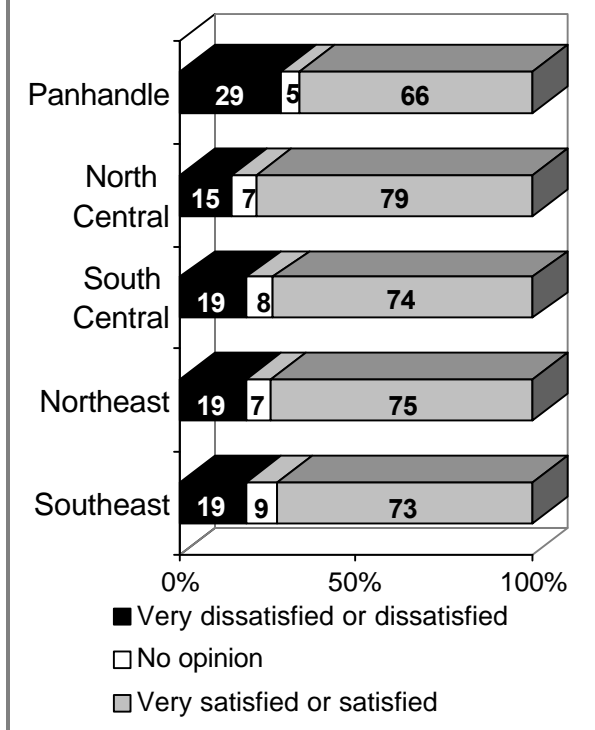 Panhandle
29 5 66
North
Central
15 7 79
South
Central
19 8 74
Northeast
19 7 75
Southeast
19 9 73
0% 50% 100%
Very dissatisfied or dissatisfied
No opinion
Very satisfied or satisfied